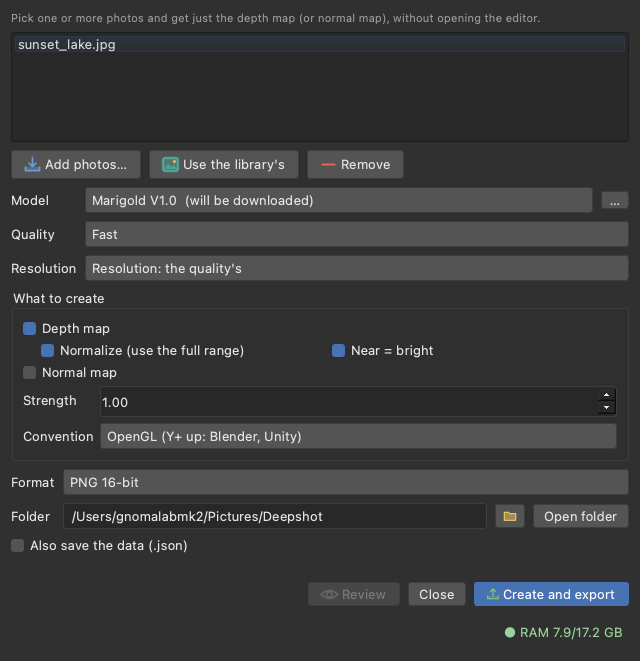 Pick one or more photos and get just the depth map (or normal map), without opening the editor.
sunset_lake.jpg
Add photos... Use the library's Remove
Model Marigold V1.0 (will be downloaded) ...
Quality Fast
Resolution Resolution: the quality's
What to create
Depth map
Normalize (use the full range) Near = bright
Normal map
Strength 1.00
Convention OpenGL (Y+ up: Blender, Unity)
Format PNG 16-bit
Folder /Users/gnomalabmk2/Pictures/Deepshot Open folder
Also save the data (.json)
Review Close Create and export
RAM 7.9/17.2 GB